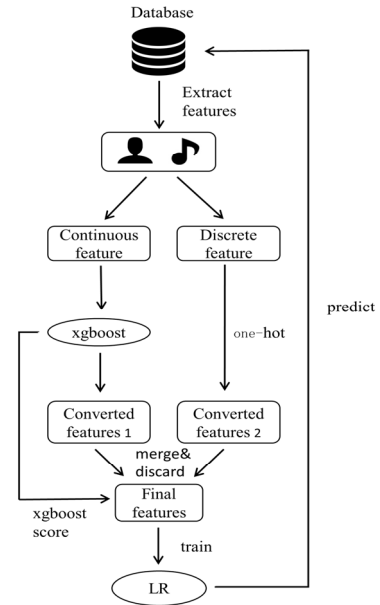 Database
Extract
features
Continuous
feature
Discrete
feature
predict
xgboost
one-hot
Converted
features 1
Converted
features 2
merge&
discard
Final
features
xgboost
score
train
LR